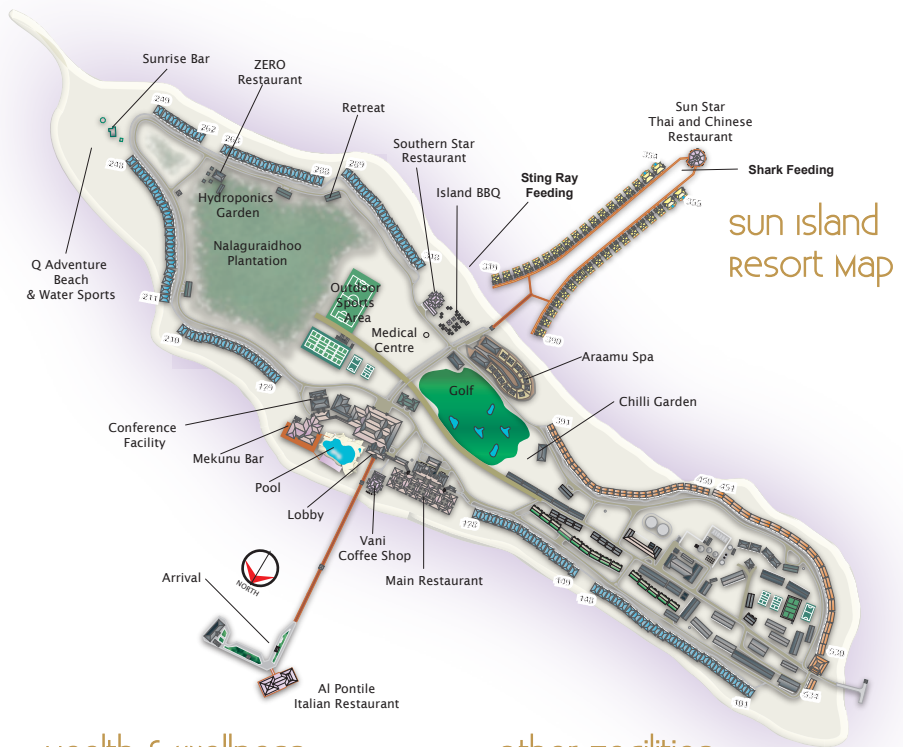 Sunrise Bar
ZERO
Restaurant
Retreat
Southern Star
Restaurant
Island BBQ
Sting Ray
Feeding
Sun Star
Thai and Chinese
Restaurant
Shark Feeding
sun island
Resort Map
249
262
263
288
289
248
318
319
354
355
390
Hydroponics
Garden
Nalaguraidhoo
Plantation
Q Adventure
Beach
& Water Sports
211
210
179
Outdoor
Sports
Area
Medical
Centre
Araamu Spa
Golf
Chilli Garden
391
450
451
Conference
Facility
Mekunu Bar
Pool
Lobby
Vani
Coffee Shop
Main Restaurant
178
149
148
101
530
534
NORTH
Arrival
Al Pontile
Italian Restaurant